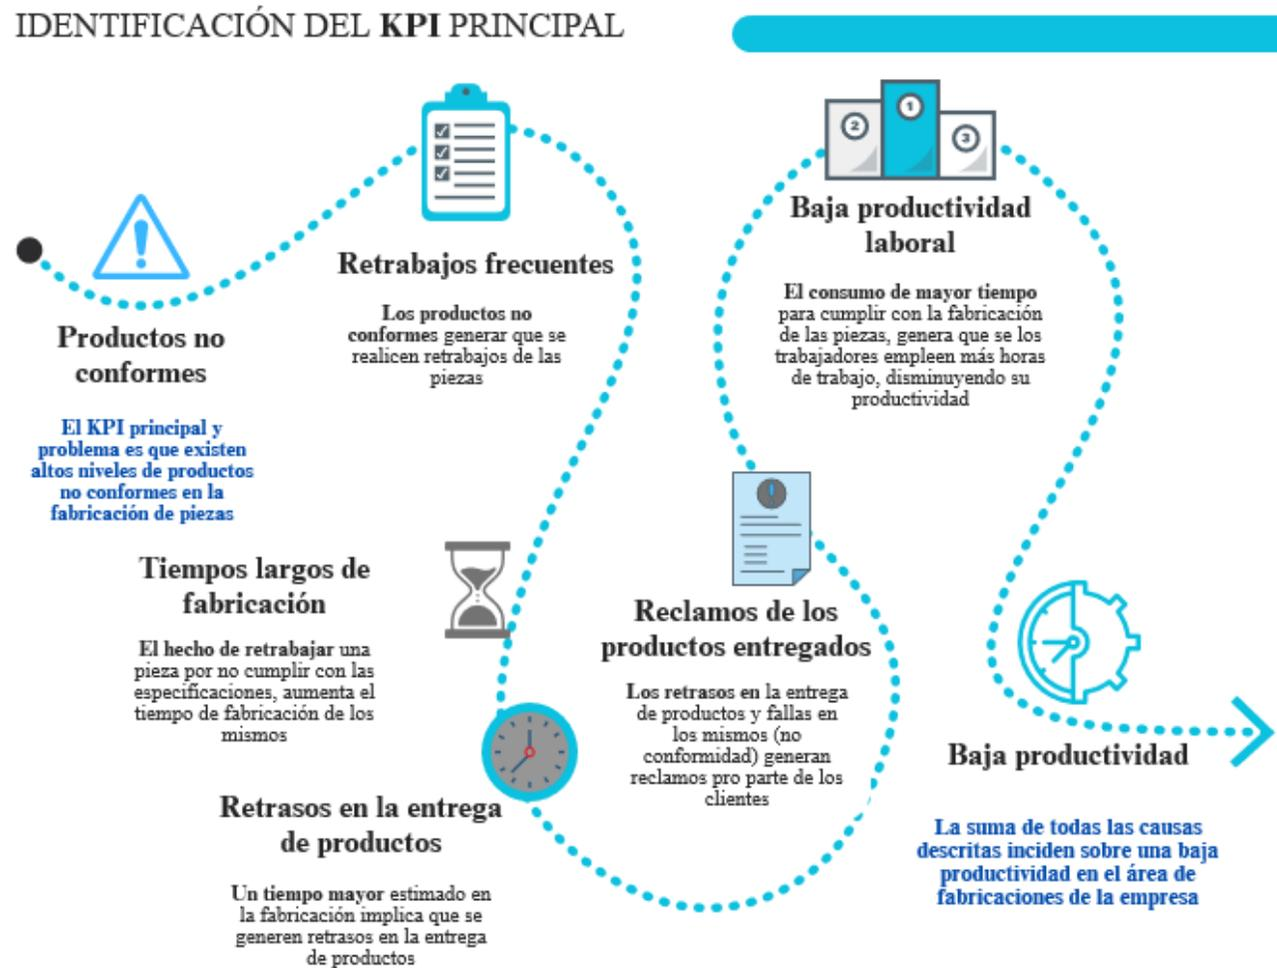 IDENTIFICACIÓN DEL KPI PRINCIPAL
Productos no
conformes
El KPI principal y
problema es que existen
altos niveles de productos
no conformes en la
fabricación de piezas
Retrabajos frecuentes
Los productos no
conformes generar que se
realicen retrabajos de las
piezas
Tiempos largos de
fabricación
El hecho de retrabajar una
pieza por no cumplir con las
especificaciones, aumenta el
tiempo de fabricación de los
mismos
Retrasos en la entrega
de productos
Un tiempo mayor estimado en
la fabricación implica que se
generen retrasos en la entrega
de productos
Reclamos de los
productos entregados
Los retrasos en la entrega
de productos y fallas en
los mismos (no
conformidad) generan
reclamos pro parte de los
clientes
2
1
3
Baja productividad
laboral
El consumo de mayor tiempo
para cumplir con la fabricación
de las piezas, genera que se los
trabajadores empleen más horas
de trabajo, disminuyendo su
productividad
Baja productividad
La suma de todas las causas
descritas inciden sobre una baja
productividad en el área de
fabricaciones de la empresa